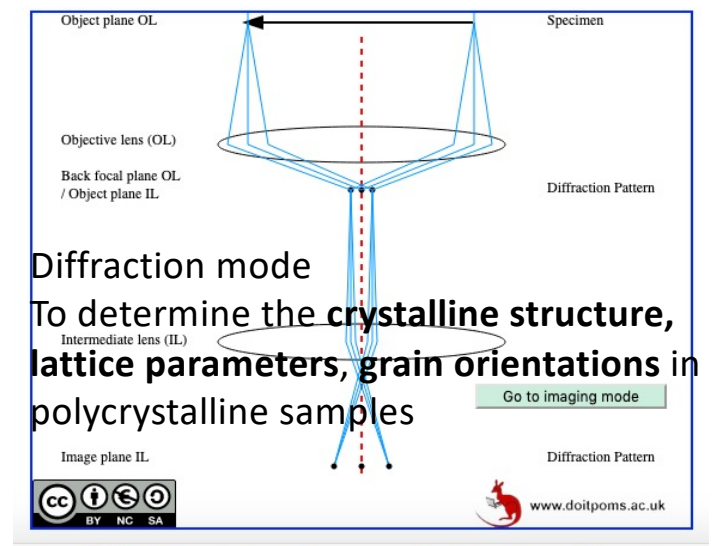 Object plane OL
Specimen
Objective lens (OL)
Back focal plane OL
/ Object plane IL
Diffraction Pattern
Diffraction mode
To determine the crystalline structure,
Intermediate lens (IL)
lattice parameters, grain orientations in
Go to imaging mode
polycrystalline samples
Image plane IL
Diffraction Pattern
cc
BY NC SA
www.doitpoms.ac.uk